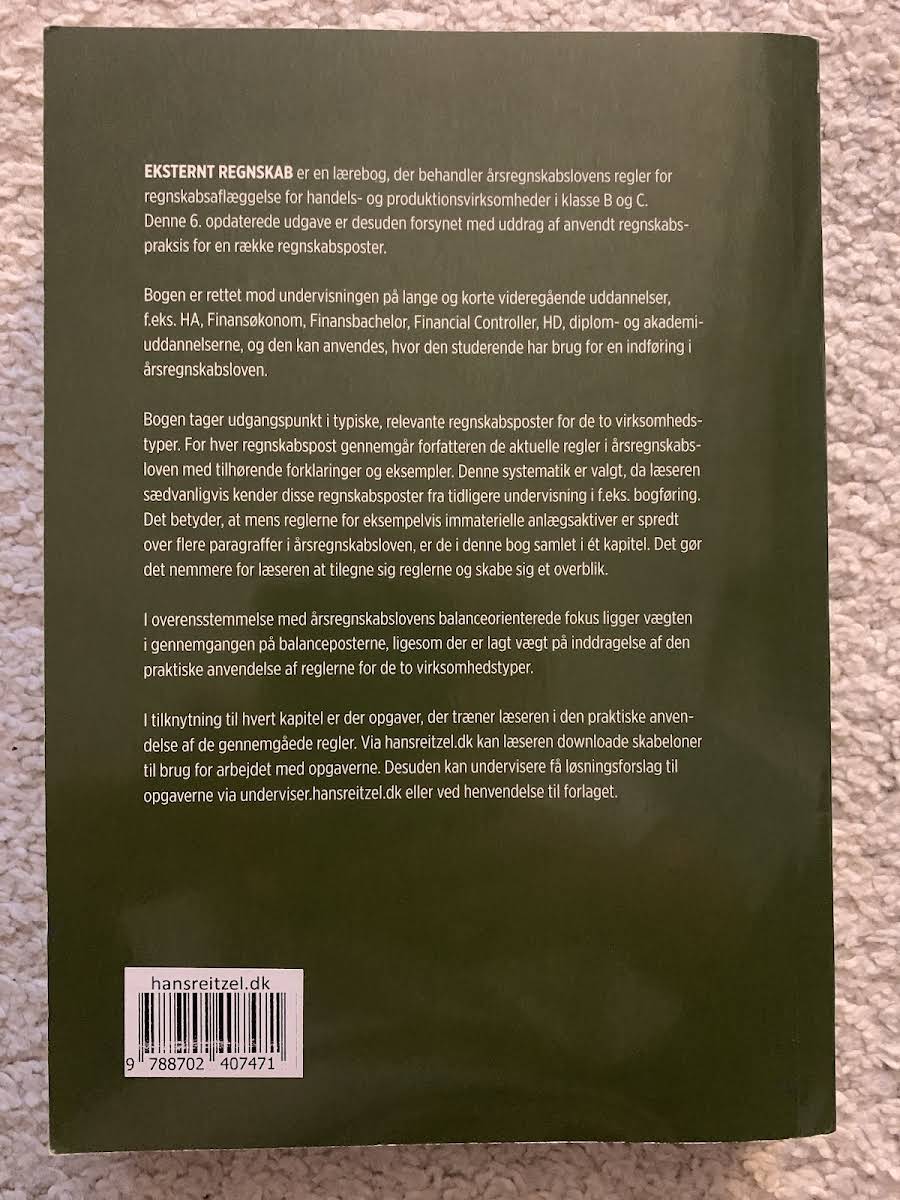 EKSTERNT REGNSKAB er en lærebog, der behandler årsregnskabslovens regler for
regnskabsaflæggelse for handels- og produktionsvirksomheder i klasse B og C.
Denne 6. opdaterede udgave er desuden forsynet med uddrag af anvendt regnskabs-
praksis for en række regnskabsposter.
Bogen er rettet mod undervisningen på lange og korte videregående uddannelser,
f.eks. HA, Finansøkonom, Finansbachelor, Financial Controller, HD, diplom- og akademi-
uddannelserne, og den kan anvendes, hvor den studerende har brug for en indføring i
årsregnskabsloven.
Bogen tager udgangspunkt i typiske, relevante regnskabsposter for de to virksomheds-
typer. For hver regnskabspost gennemgår forfatteren de aktuelle regler i årsregnskabs-
loven med tilhørende forklaringer og eksempler. Denne systematik er valgt, da læseren
sædvanligvis kender disse regnskabsposter fra tidligere undervisning i f.eks. bogføring.
Det betyder, at mens reglerne for eksempelvis immaterielle anlægsaktiver er spredt
over flere paragraffer i årsregnskabsloven, er de i denne bog samlet i ét kapitel. Det gør
det nemmere for læseren at tilegne sig reglerne og skabe sig et overblik.
I overensstemmelse med årsregnskabslovens balanceorienterede fokus ligger vægten
i gennemgangen på balanceposterne, ligesom der er lagt vægt på inddragelse af den
praktiske anvendelse af reglerne for de to virksomhedstyper.
I tilknytning til hvert kapitel er der opgaver, der træner læseren i den praktiske anven-
delse af de gennemgåede regler. Via hansreitzel.dk kan læseren downloade skabeloner
til brug for arbejdet med opgaverne. Desuden kan undervisere få løsningsforslag til
opgaverne via underviser.hansreitzel.dk eller ved henvendelse til forlaget.
hansreitzel.dk
9 788702 407471